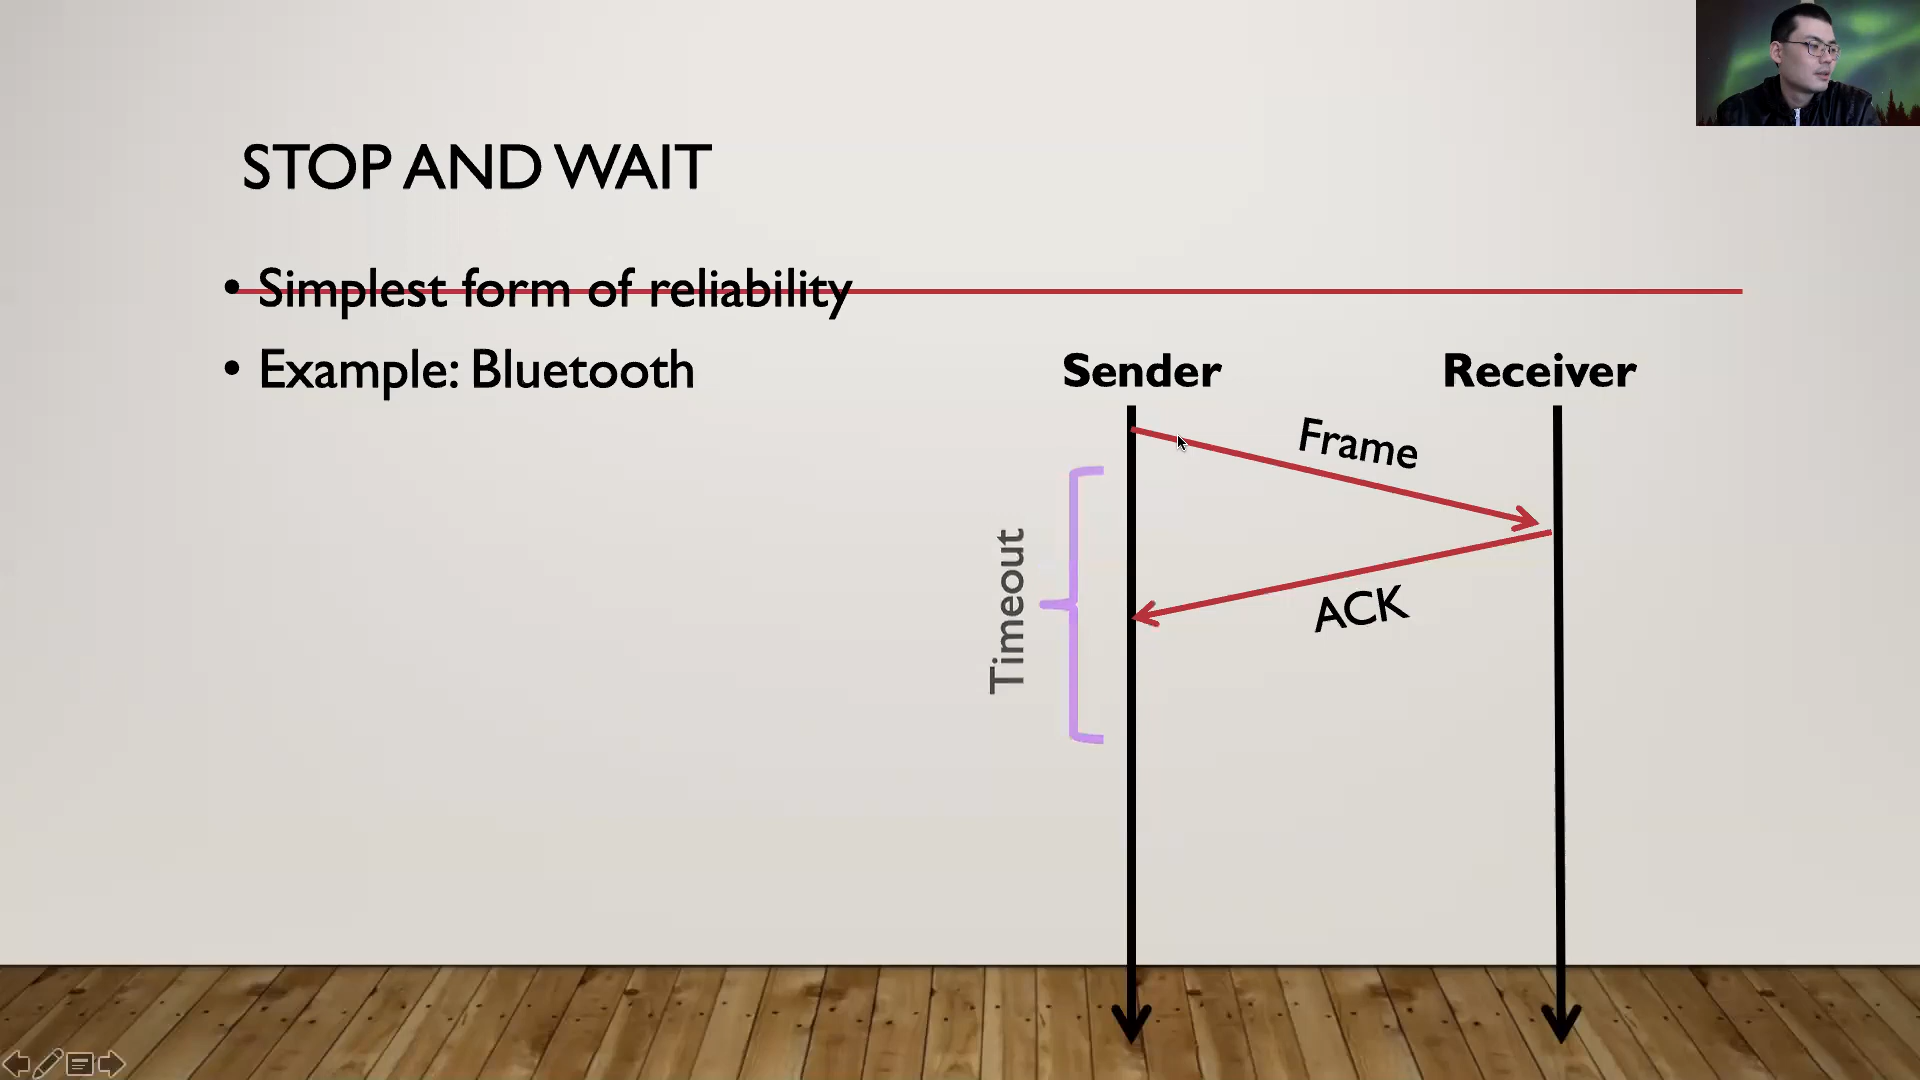 STOP AND WAIT
• Simplest form of reliability
• Example: Bluetooth
Sender
Receiver
Frame
Timeout
ACK